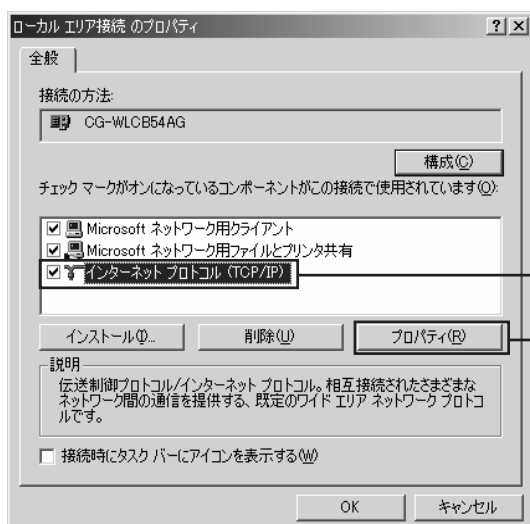 ローカル エリア接続 のプロパティ
全般
接続の方法:
CG-WLCB54AG
構成(C)
チェック マークがオンになっているコンポーネントがこの接続で使用されています(O):
Microsoft ネットワーク用クライアント
Microsoft ネットワーク用ファイルとプリンタ共有
インターネット プロトコル (TCP/IP)
インストール(I)... 削除(U) プロパティ(R)
説明
伝送制御プロトコル/インターネット プロトコル。相互接続されたさまざまな
ネットワーク間の通信を提供する、既定のワイド エリア ネットワーク プロトコ
ルです。
接続時にタスク バーにアイコンを表示する(W)
OK キャンセル